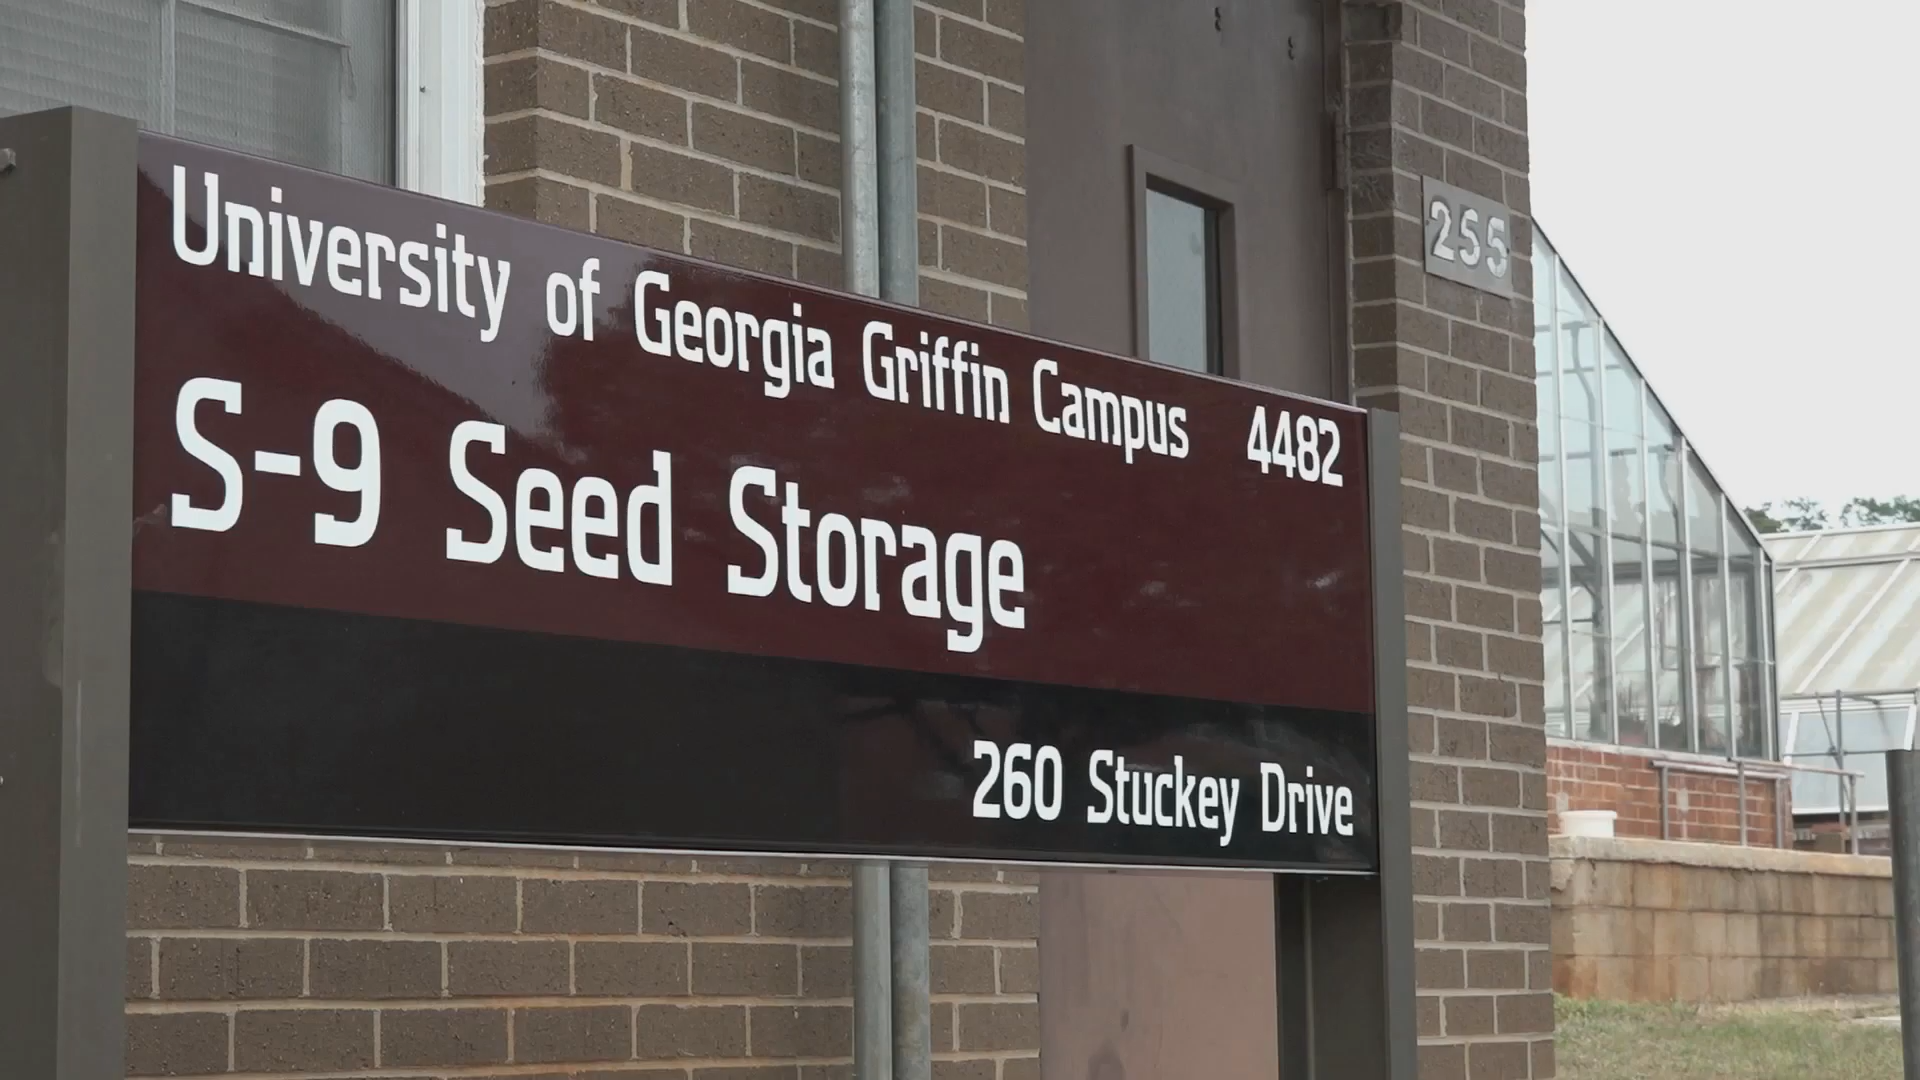 University of Georgia Griffin Campus 4482
S-9 Seed Storage
260 Stuckey Drive
255